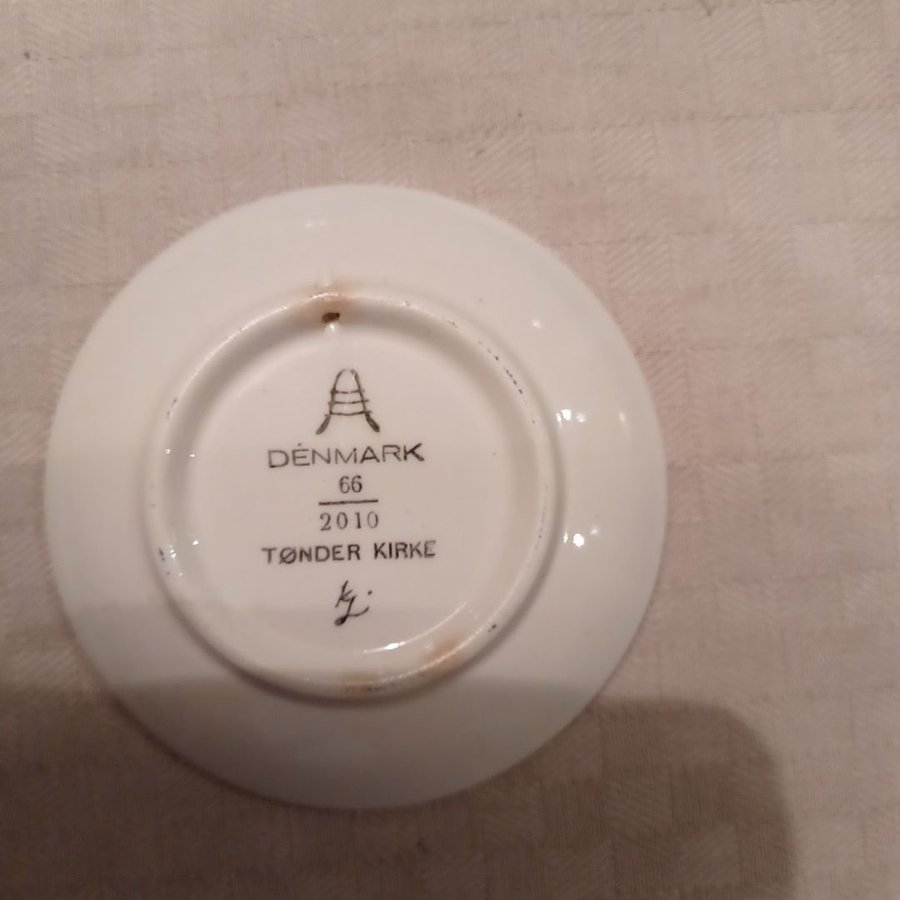 DENMARK
66
2010
TØNDER KIRKE